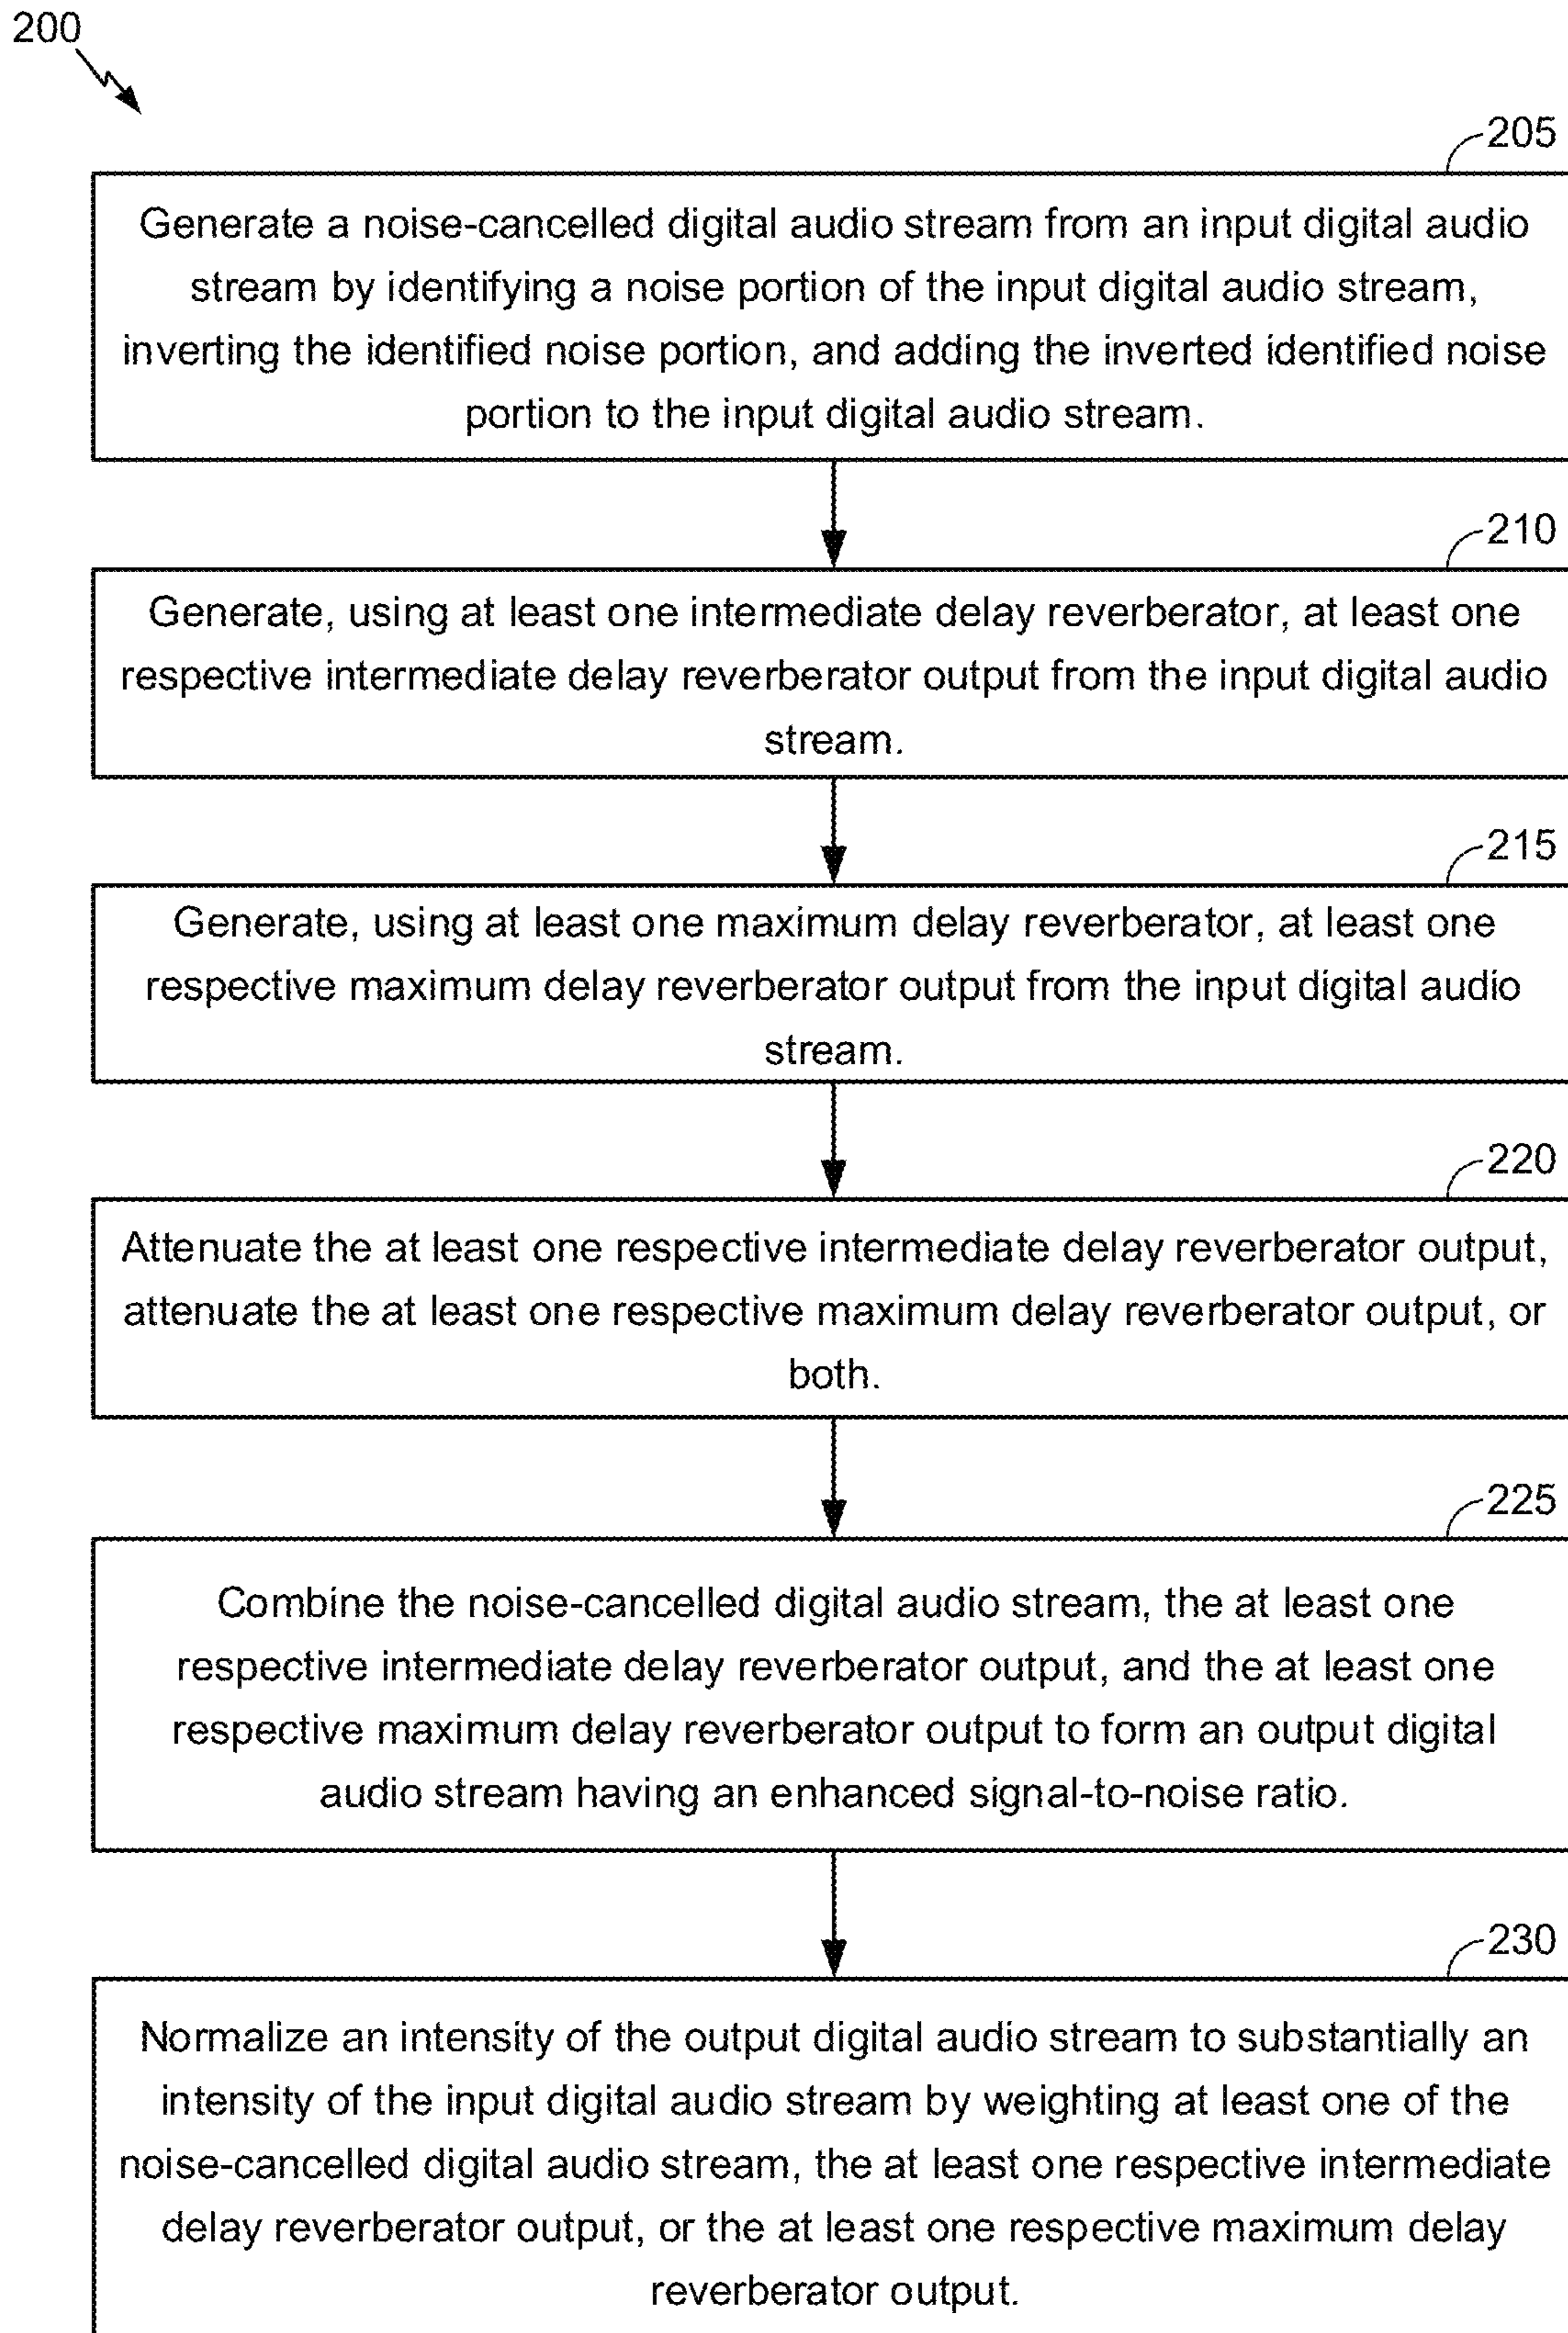 200
205
Generate a noise-cancelled digital audio stream from an input digital audio
stream by identifying a noise portion of the input digital audio stream,
inverting the identified noise portion, and adding the inverted identified noise
portion to the input digital audio stream.
210
Generate, using at least one intermediate delay reverberator, at least one
respective intermediate delay reverberator output from the input digital audio
stream.
215
Generate, using at least one maximum delay reverberator, at least one
respective maximum delay reverberator output from the input digital audio
stream.
220
Attenuate the at least one respective intermediate delay reverberator output,
attenuate the at least one respective maximum delay reverberator output, or
both.
225
Combine the noise-cancelled digital audio stream, the at least one
respective intermediate delay reverberator output, and the at least one
respective maximum delay reverberator output to form an output digital
audio stream having an enhanced signal-to-noise ratio.
230
Normalize an intensity of the output digital audio stream to substantially an
intensity of the input digital audio stream by weighting at least one of the
noise-cancelled digital audio stream, the at least one respective intermediate
delay reverberator output, or the at least one respective maximum delay
reverberator output.